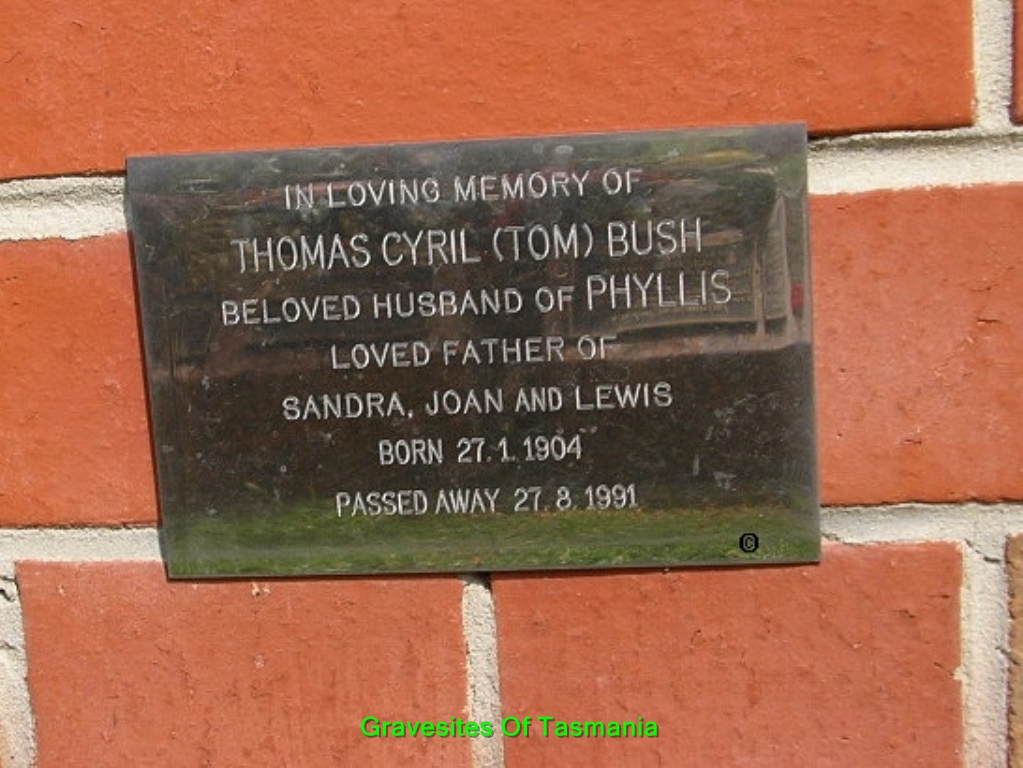 IN LOVING MEMORY OF
THOMAS CYRIL (TOM) BUSH
BELOVED HUSBAND OF PHYLLIS
LOVED FATHER OF
SANDRA, JOAN AND LEWIS
BORN 27.1.1904
PASSED AWAY 27.8.1991
©
Gravesites Of Tasmania